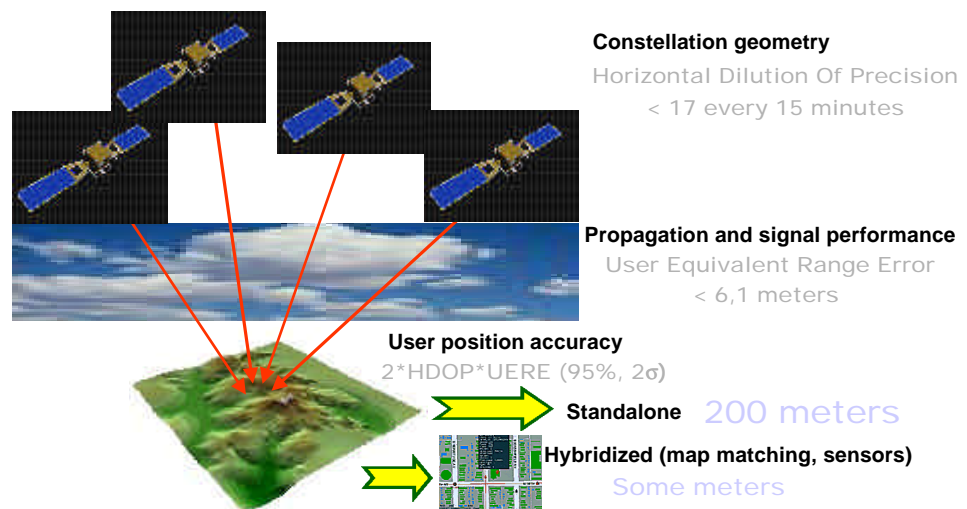 Constellation geometry
Horizontal Dilution Of Precision
< 17 every 15 minutes
Propagation and signal performance
User Equivalent Range Error
< 6,1 meters
User position accuracy
2*HDOP*UERE (95%, 2σ)
Standalone 200 meters
Hybridized (map matching, sensors)
Some meters